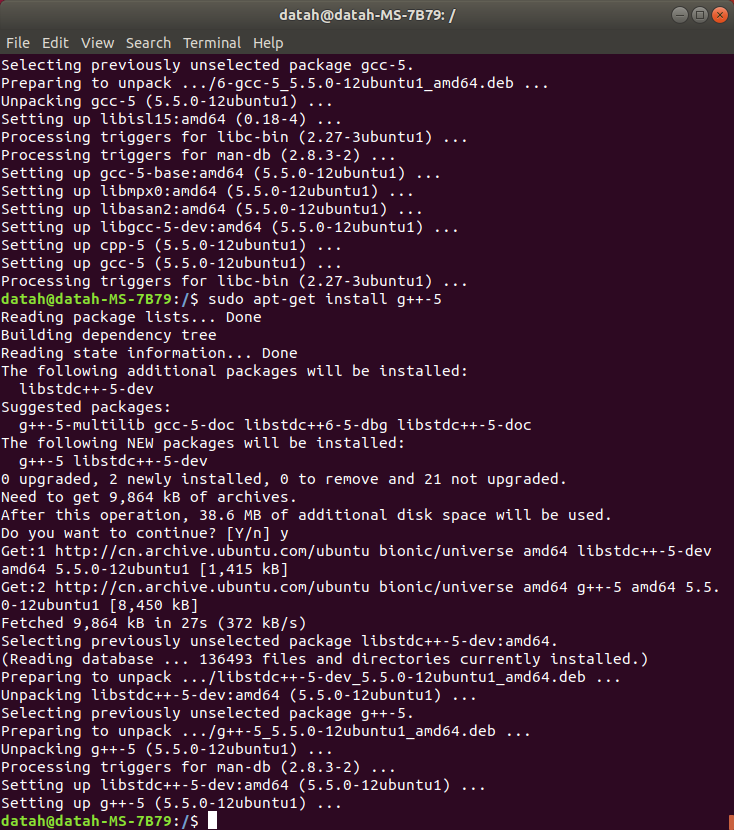 datah@datah-MS-7B79: /
File Edit View Search Terminal Help
Selecting previously unselected package gcc-5.
Preparing to unpack .../6-gcc-5_5.5.0-12ubuntu1_amd64.deb ...
Unpacking gcc-5 (5.5.0-12ubuntu1) ...
Setting up libisl15:amd64 (0.18-4) ...
Processing triggers for libc-bin (2.27-3ubuntu1) ...
Processing triggers for man-db (2.8.3-2) ...
Setting up gcc-5-base:amd64 (5.5.0-12ubuntu1) ...
Setting up libmpx0:amd64 (5.5.0-12ubuntu1) ...
Setting up libasan2:amd64 (5.5.0-12ubuntu1) ...
Setting up libgcc-5-dev:amd64 (5.5.0-12ubuntu1) ...
Setting up cpp-5 (5.5.0-12ubuntu1) ...
Setting up gcc-5 (5.5.0-12ubuntu1) ...
Processing triggers for libc-bin (2.27-3ubuntu1) ...
datah@datah-MS-7B79:/$ sudo apt-get install g++-5
Reading package lists... Done
Building dependency tree
Reading state information... Done
The following additional packages will be installed:
  libstdc++-5-dev
Suggested packages:
  g++-5-multilib gcc-5-doc libstdc++6-5-dbg libstdc++-5-doc
The following NEW packages will be installed:
  g++-5 libstdc++-5-dev
0 upgraded, 2 newly installed, 0 to remove and 21 not upgraded.
Need to get 9,864 kB of archives.
After this operation, 38.6 MB of additional disk space will be used.
Do you want to continue? [Y/n] y
Get:1 http://cn.archive.ubuntu.com/ubuntu bionic/universe amd64 libstdc++-5-dev
amd64 5.5.0-12ubuntu1 [1,415 kB]
Get:2 http://cn.archive.ubuntu.com/ubuntu bionic/universe amd64 g++-5 amd64 5.5.
0-12ubuntu1 [8,450 kB]
Fetched 9,864 kB in 27s (372 kB/s)
Selecting previously unselected package libstdc++-5-dev:amd64.
(Reading database ... 136493 files and directories currently installed.)
Preparing to unpack .../libstdc++-5-dev_5.5.0-12ubuntu1_amd64.deb ...
Unpacking libstdc++-5-dev:amd64 (5.5.0-12ubuntu1) ...
Selecting previously unselected package g++-5.
Preparing to unpack .../g++-5_5.5.0-12ubuntu1_amd64.deb ...
Unpacking g++-5 (5.5.0-12ubuntu1) ...
Processing triggers for man-db (2.8.3-2) ...
Setting up libstdc++-5-dev:amd64 (5.5.0-12ubuntu1) ...
Setting up g++-5 (5.5.0-12ubuntu1) ...
datah@datah-MS-7B79:/$